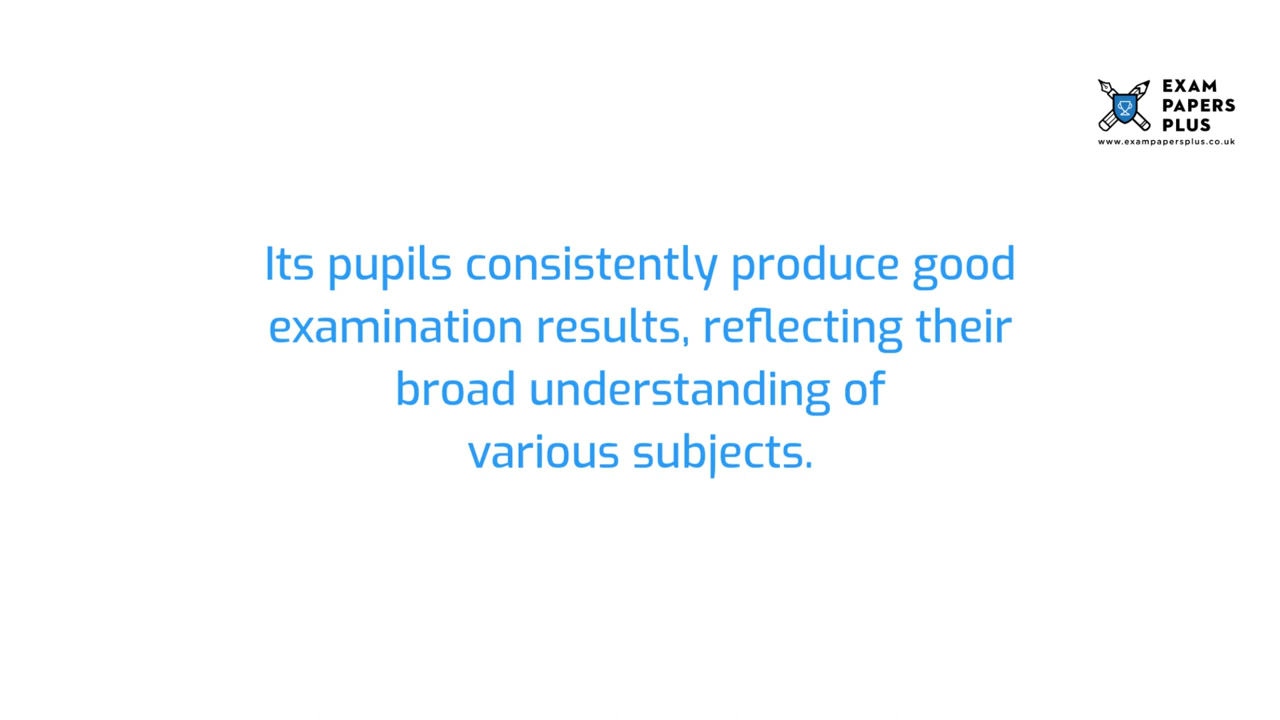 EXAM
PAPERS
PLUS
www.exampapersplus.co.uk
Its pupils consistently produce good
examination results, reflecting their
broad understanding of
various subjects.